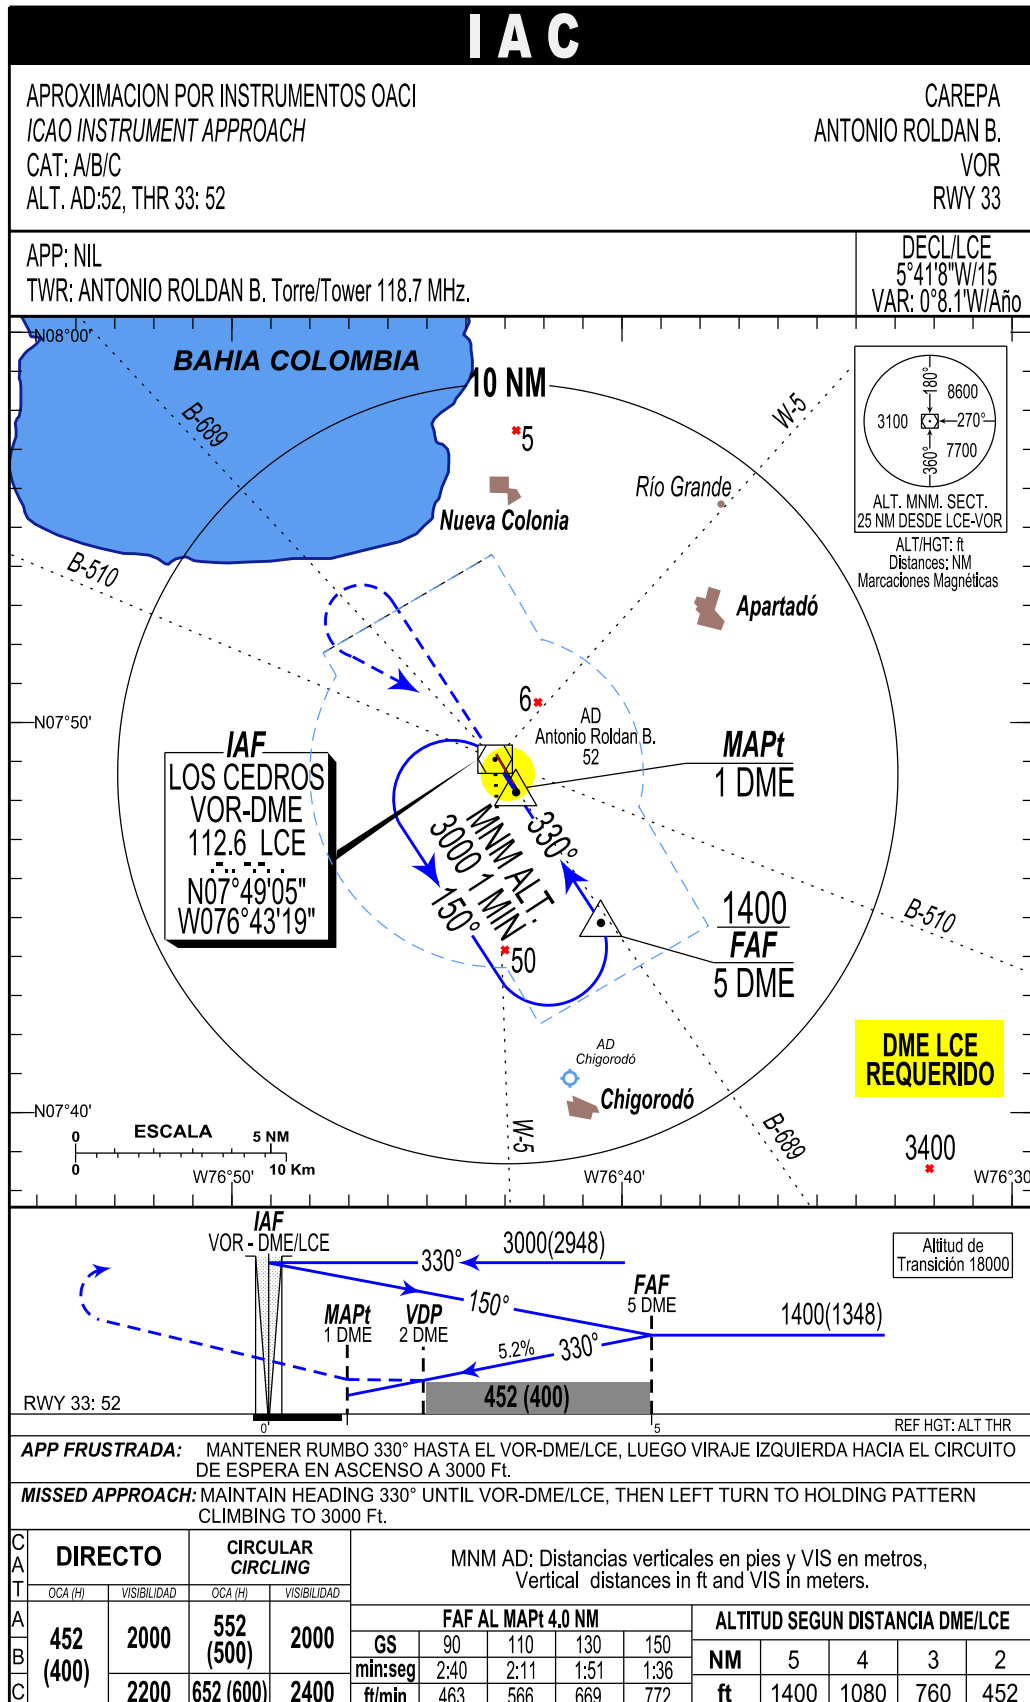 IAC
APROXIMACION POR INSTRUMENTOS OACI
ICAO INSTRUMENT APPROACH
CAT: A/B/C
ALT. AD:52, THR 33: 52
CAREPA
ANTONIO ROLDAN B.
VOR
RWY 33
APP: NIL
TWR: ANTONIO ROLDAN B. Torre/Tower 118.7 MHz.
DECL/LCE
5°41'8"W/15
VAR: 0°8.1'W/Año
N08°00'
BAHIA COLOMBIA
10 NM
B-689
W-5
5
Nueva Colonia
Río Grande
180°
8600
3100
270°
360°
7700
ALT. MNM. SECT.
25 NM DESDE LCE-VOR
ALT/HGT: ft
Distances: NM
Marcaciones Magnéticas
B-510
Apartadó
N07°50'
6
AD
Antonio Roldan B.
52
IAF
LOS CEDROS
VOR-DME
112.6 LCE
N07°49'05"
W076°43'19"
MAPt
1 DME
MNM ALT.
3000 1 MIN
330°
150°
1400
FAF
5 DME
B-510
50
DME LCE
REQUERIDO
AD
Chigorodó
Chigorodó
N07°40'
0 ESCALA 5 NM
0 10 Km
W-5
B-689
3400
W76°50'
W76°40'
W76°30
IAF
VOR - DME/LCE
330°
3000(2948)
Altitud de
Transición 18000
150°
FAF
5 DME
MAPt
1 DME
VDP
2 DME
1400(1348)
5.2%
330°
452 (400)
RWY 33: 52
0
5
REF HGT: ALT THR
APP FRUSTRADA: MANTENER RUMBO 330° HASTA EL VOR-DME/LCE, LUEGO VIRAJE IZQUIERDA HACIA EL CIRCUITO
DE ESPERA EN ASCENSO A 3000 Ft.
MISSED APPROACH: MAINTAIN HEADING 330° UNTIL VOR-DME/LCE, THEN LEFT TURN TO HOLDING PATTERN
CLIMBING TO 3000 Ft.
CAT
DIRECTO
CIRCULAR
CIRCLING
OCA (H) VISIBILIDAD OCA (H) VISIBILIDAD
A
B
C
452
(400)
2000
2200
552
(500)
652 (600)
2000
2400
MNM AD: Distancias verticales en pies y VIS en metros,
Vertical distances in ft and VIS in meters.
FAF AL MAPt 4.0 NM
GS 90 110 130 150
min:seg 2:40 2:11 1:51 1:36
ft/min 463 566 669 772
ALTITUD SEGUN DISTANCIA DME/LCE
NM 5 4 3 2
ft 1400 1080 760 452